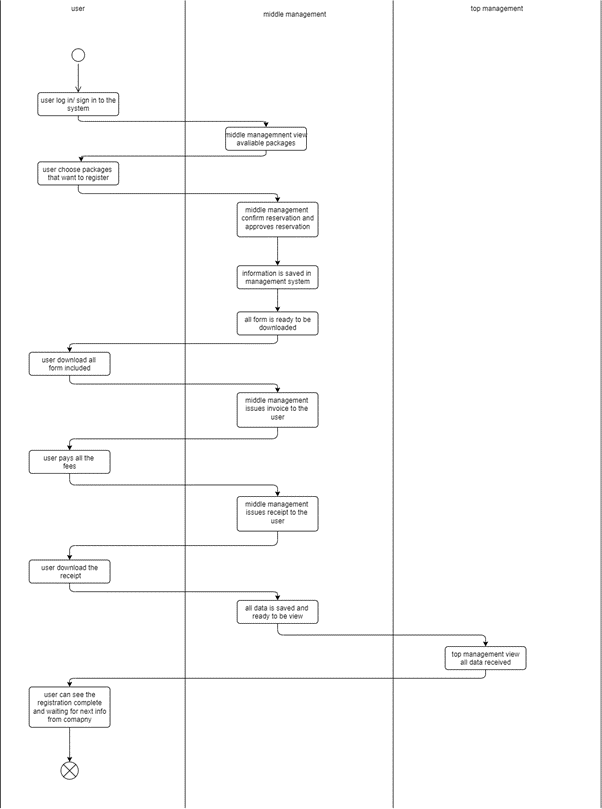 user
middle management
top management
user log in/ sign in to the
system
middle managemnent view
avaliable packages
user choose packages
that want to register
middle management
confirm reservation and
approves reservation
information is saved in
management system
all form is ready to be
downloaded
user download all
form included
middle management
issues invoice to the
user
user pays all the
fees
middle management
issues receipt to the
user
user download the
receipt
all data is saved and
ready to be view
top management view
all data received
user can see the
registration complete
and waiting for next info
from comapny